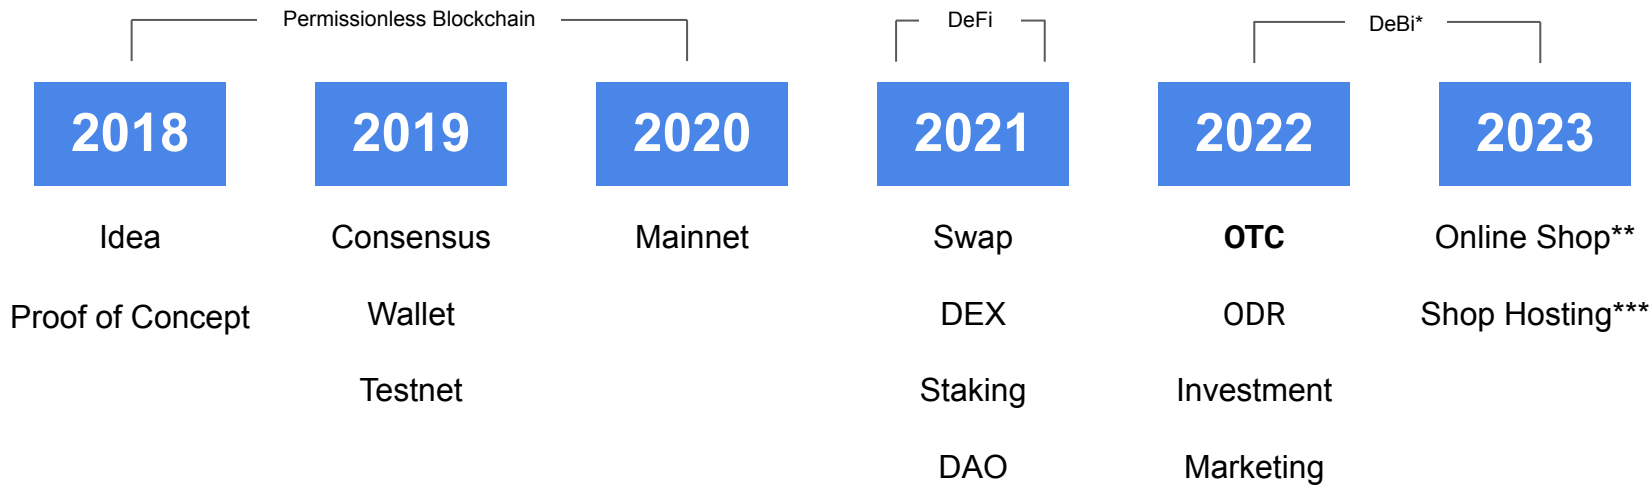 Permissionless Blockchain
DeFi
DeBi*
2018
2019
2020
2021
2022
2023
Idea
Consensus
Mainnet
Swap
OTC
Online Shop**
Proof of Concept
Wallet
DEX
ODR
Shop Hosting***
Testnet
Staking
Investment
DAO
Marketing